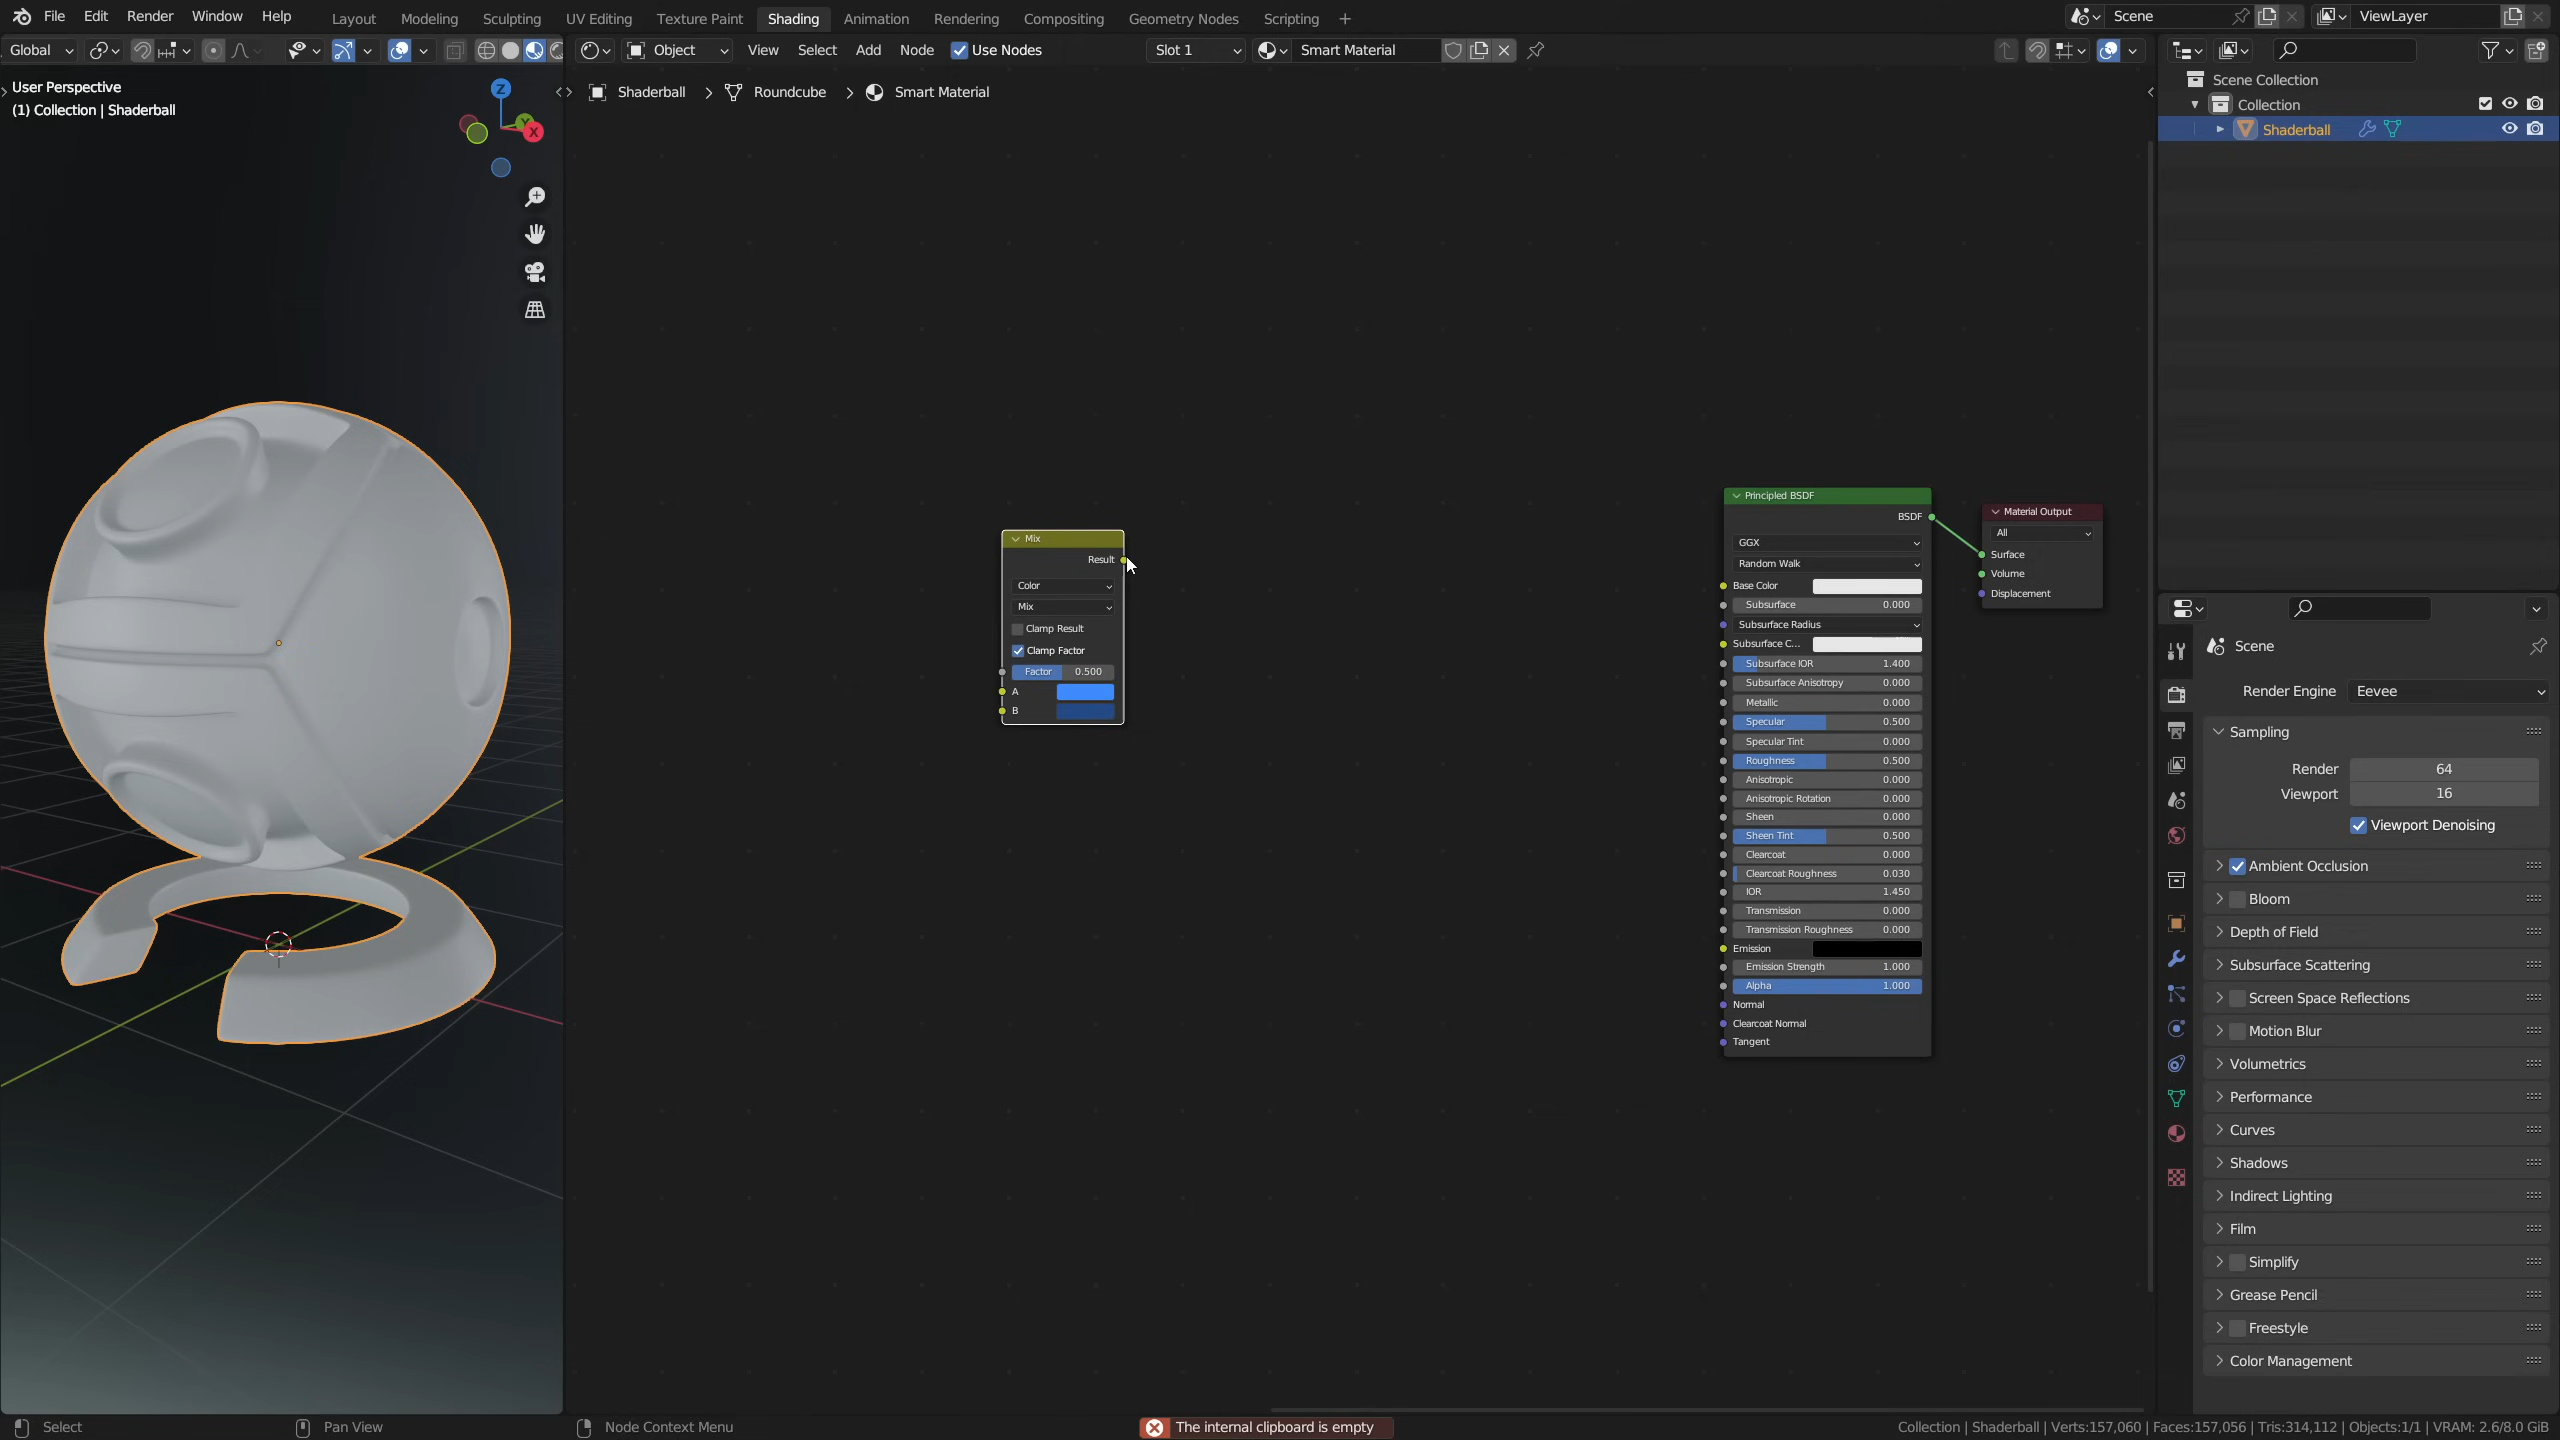 File Edit Render Window Help
Layout Modeling Sculpting UV Editing Texture Paint Shading Animation Rendering Compositing Geometry Nodes Scripting +
Scene
ViewLayer
Global
Object View Select Add Node Use Nodes Slot 1 Smart Material
User Perspective
(1) Collection | Shaderball
Z
Y
X
Shaderball > Roundcube > Smart Material
Scene Collection
Collection
Shaderball
Mix
Result
Color
Mix
Clamp Result
Clamp Factor
Factor 0.500
A
B
Principled BSDF
BSDF
GGX
Random Walk
Base Color
Subsurface 0.000
Subsurface Radius
Subsurface C...
Subsurface IOR 1.400
Subsurface Anisotropy 0.000
Metallic 0.000
Specular 0.500
Specular Tint 0.000
Roughness 0.500
Anisotropic 0.000
Anisotropic Rotation 0.000
Sheen 0.000
Sheen Tint 0.500
Clearcoat 0.000
Clearcoat Roughness 0.030
IOR 1.450
Transmission 0.000
Transmission Roughness 0.000
Emission
Emission Strength 1.000
Alpha 1.000
Normal
Clearcoat Normal
Tangent
Material Output
All
Surface
Volume
Displacement
Scene
Render Engine Eevee
Sampling
Render 64
Viewport 16
Viewport Denoising
Ambient Occlusion
Bloom
Depth of Field
Subsurface Scattering
Screen Space Reflections
Motion Blur
Volumetrics
Performance
Curves
Shadows
Indirect Lighting
Film
Simplify
Grease Pencil
Freestyle
Color Management
Select
Pan View
Node Context Menu
The internal clipboard is empty
Collection | Shaderball | Verts:157,060 | Faces:157,056 | Tris:314,112 | Objects:1/1 | VRAM: 2.6/8.0 GiB